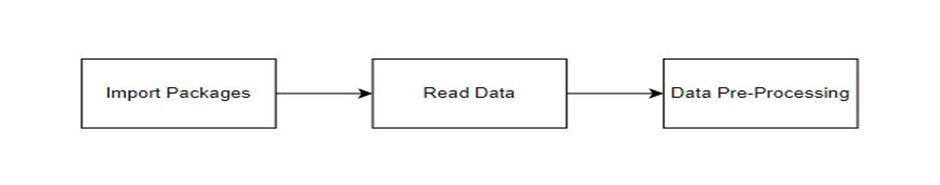 Import Packages
Read Data
Data Pre-Processing